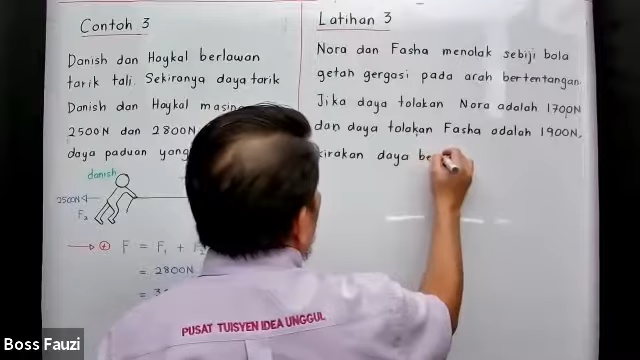 Contoh 3
Danish dan Haykal berlawan
tarik tali. Sekiranya daya tarik
Danish dan Haykal masing
2500N dan 2800N
daya paduan yang
danish
2500N
F₂
⊕ F = F₁ + F₂
= 2800N
= 3
Latihan 3
Nora dan Fasha menolak sebiji bola
getah gergasi pada arah bertentangan.
Jika daya tolakan Nora adalah 1700N
dan daya tolakan Fasha adalah 1900N,
kirakan daya be
PUSAT TUISYEN IDEA UNGGUL
Boss Fauzi